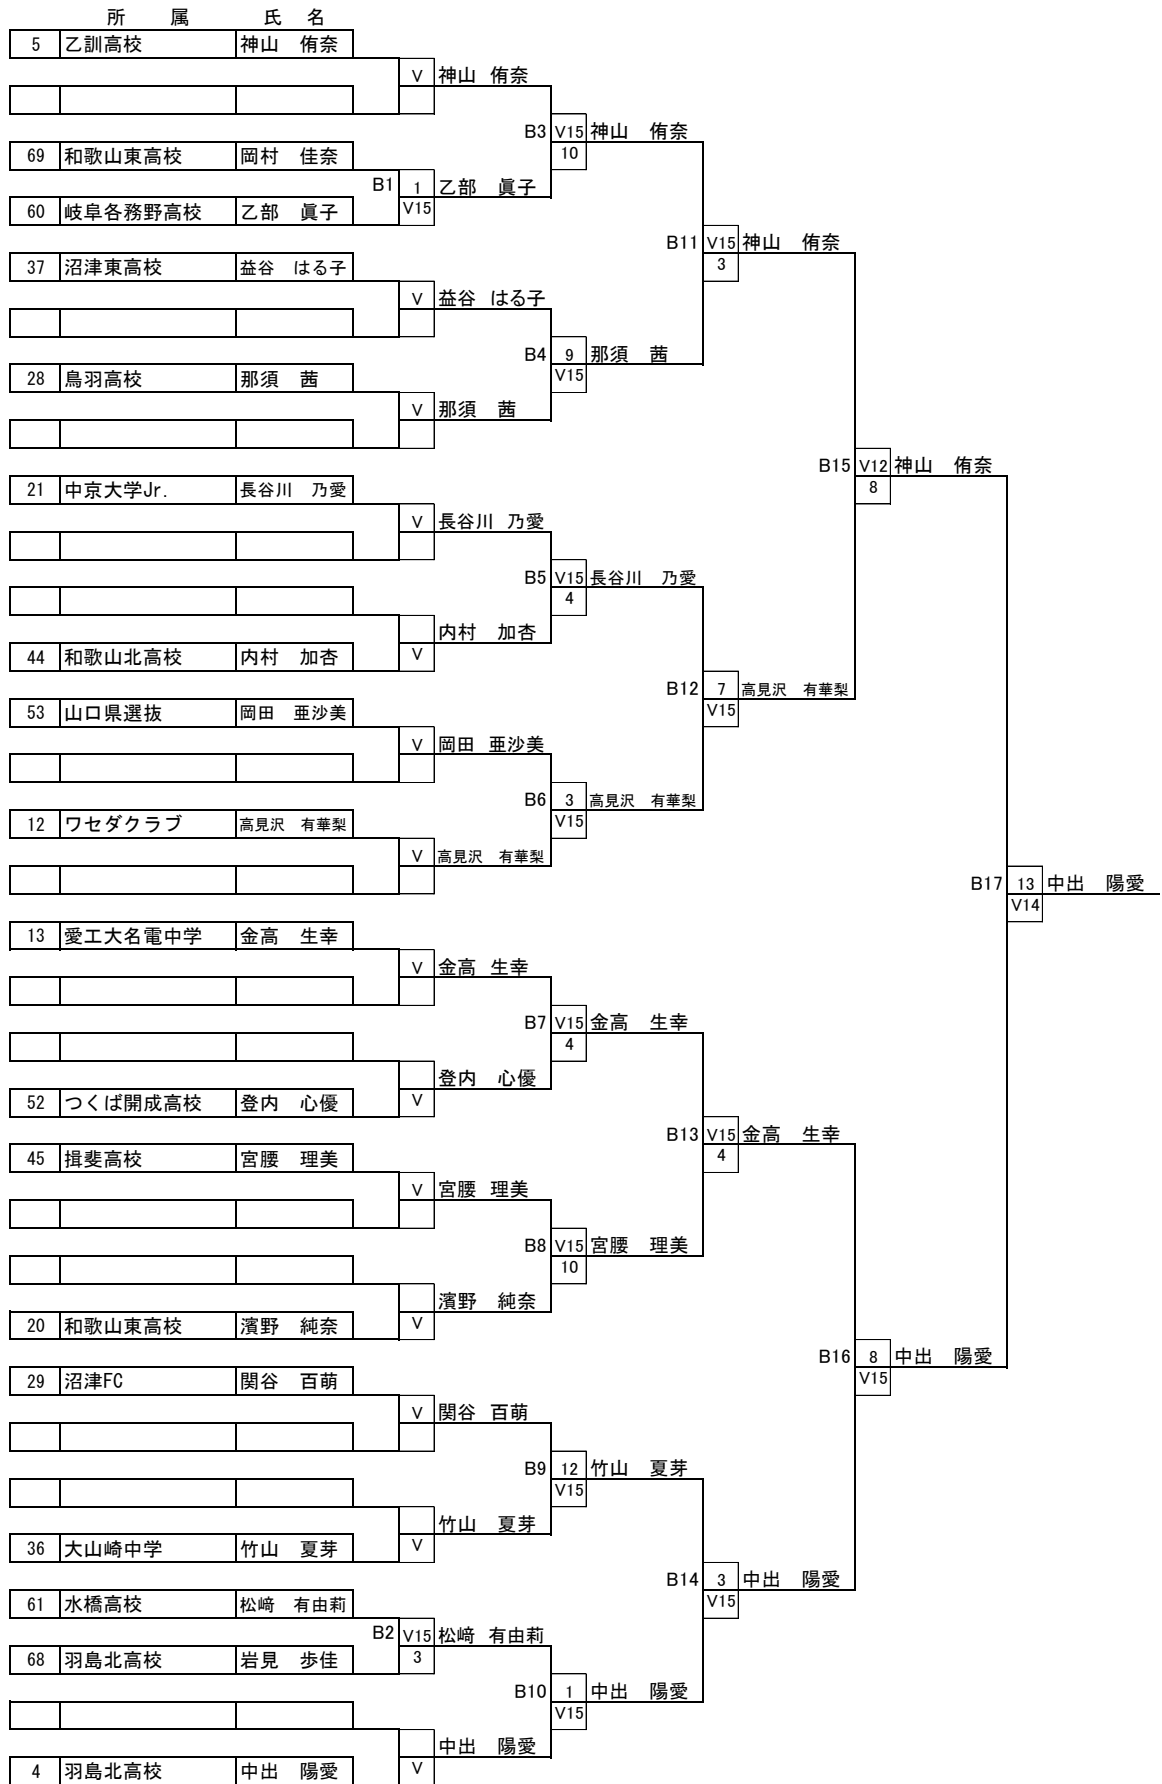 所　属　氏　名
5 乙訓高校 神山　侑奈
V 神山 侑奈
B3 V15 神山　侑奈
69 和歌山東高校 岡村　佳奈
10
B1 1 乙部　眞子
60 岐阜各務野高校 乙部　眞子 V15
B11 V15 神山　侑奈
37 沼津東高校 益谷　はる子
3
V 益谷 はる子
B4 9 那須　茜
28 鳥羽高校 那須　茜
V15
V 那須　茜
B15 V12 神山　侑奈
21 中京大学Jr. 長谷川　乃愛
8
V 長谷川 乃愛
B5 V15 長谷川　乃愛
4
内村　加杏
44 和歌山北高校 内村　加杏
V
B12 7 高見沢　有華梨
53 山口県選抜 岡田　亜沙美
V15
V 岡田 亜沙美
B6 3 高見沢　有華梨
12 ワセダクラブ 高見沢　有華梨
V15
V 高見沢　有華梨
B17 13 中出　陽愛
V14
13 愛工大名電中学 金高　生幸
V 金高 生幸
B7 V15 金高　生幸
4
登内　心優
52 つくば開成高校 登内　心優
V
B13 V15 金高　生幸
45 揖斐高校 宮腰　理美
4
V 宮腰 理美
B8 V15 宮腰　理美
10
濱野　純奈
20 和歌山東高校 濱野　純奈
V
B16 8 中出　陽愛
29 沼津FC 関谷　百萌
V15
V 関谷 百萌
B9 12 竹山　夏芽
V15
竹山　夏芽
36 大山崎中学 竹山　夏芽
V
B14 3 中出　陽愛
61 水橋高校 松﨑　有由莉
V15
B2 V15 松﨑 有由莉
68 羽島北高校 岩見　歩佳
3
B10 1 中出　陽愛
V15
中出　陽愛
4 羽島北高校 中出　陽愛
V